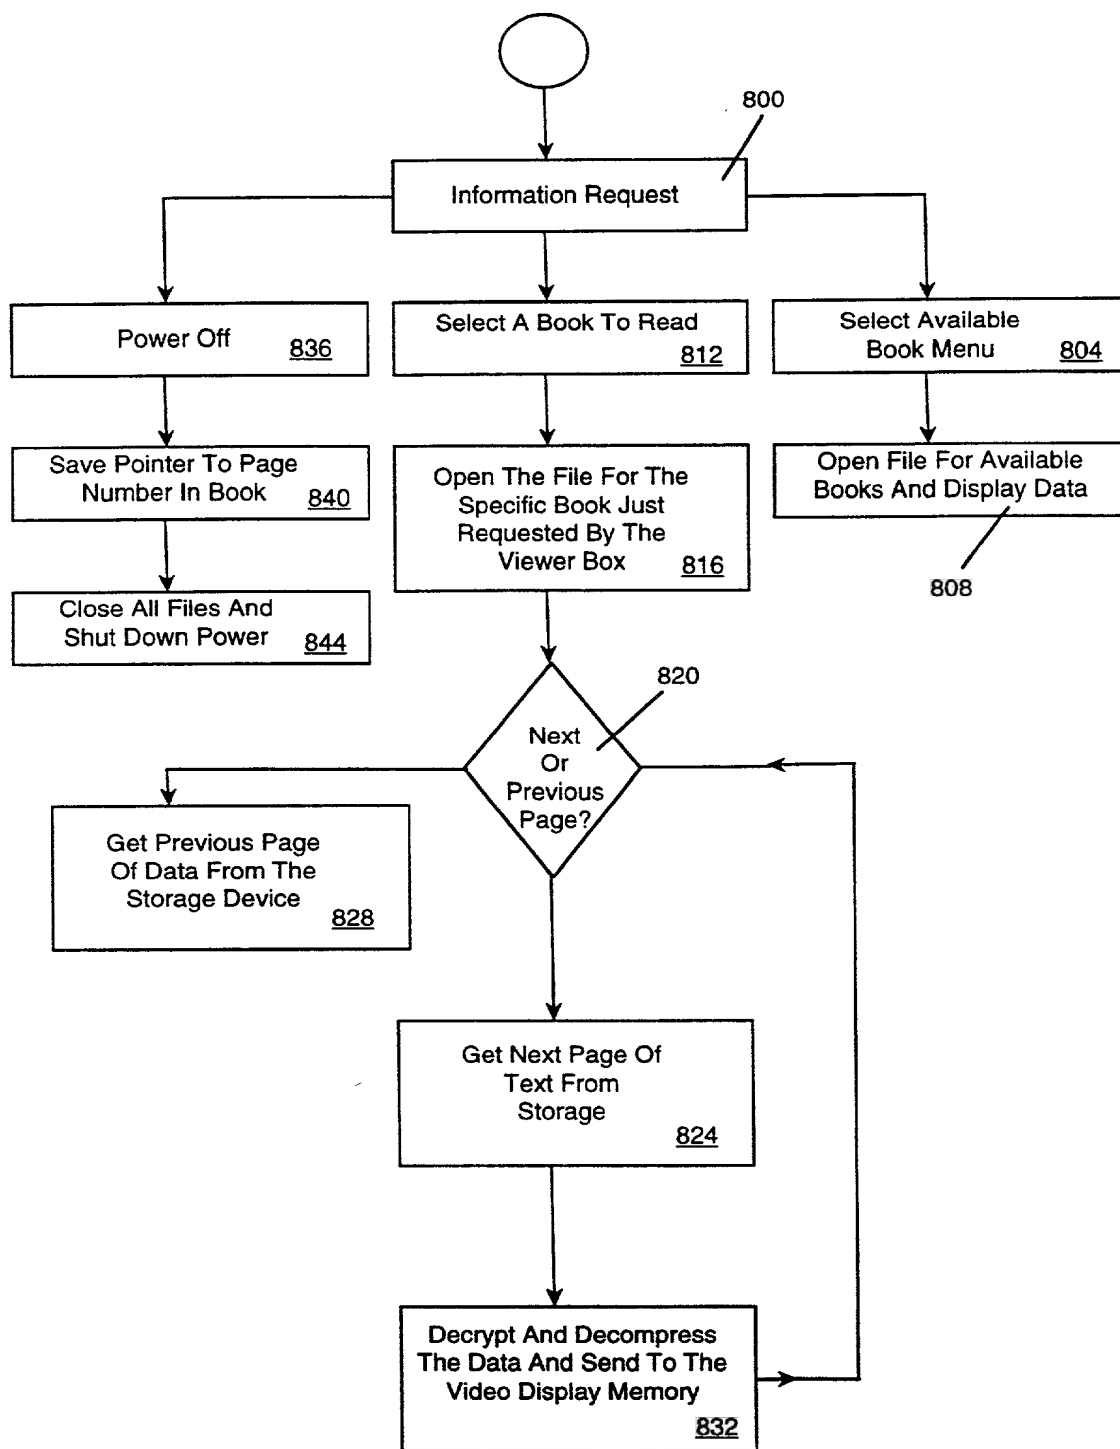 800
Information Request
Power Off
836
Select A Book To Read
812
Select Available
Book Menu
804
Save Pointer To Page
Number In Book
840
Open The File For The
Specific Book Just
Requested By The
Viewer Box
816
Open File For Available
Books And Display Data
808
Close All Files And
Shut Down Power
844
820
Next
Or
Previous
Page?
Get Previous Page
Of Data From The
Storage Device
828
Get Next Page Of
Text From
Storage
824
Decrypt And Decompress
The Data And Send To The
Video Display Memory
832